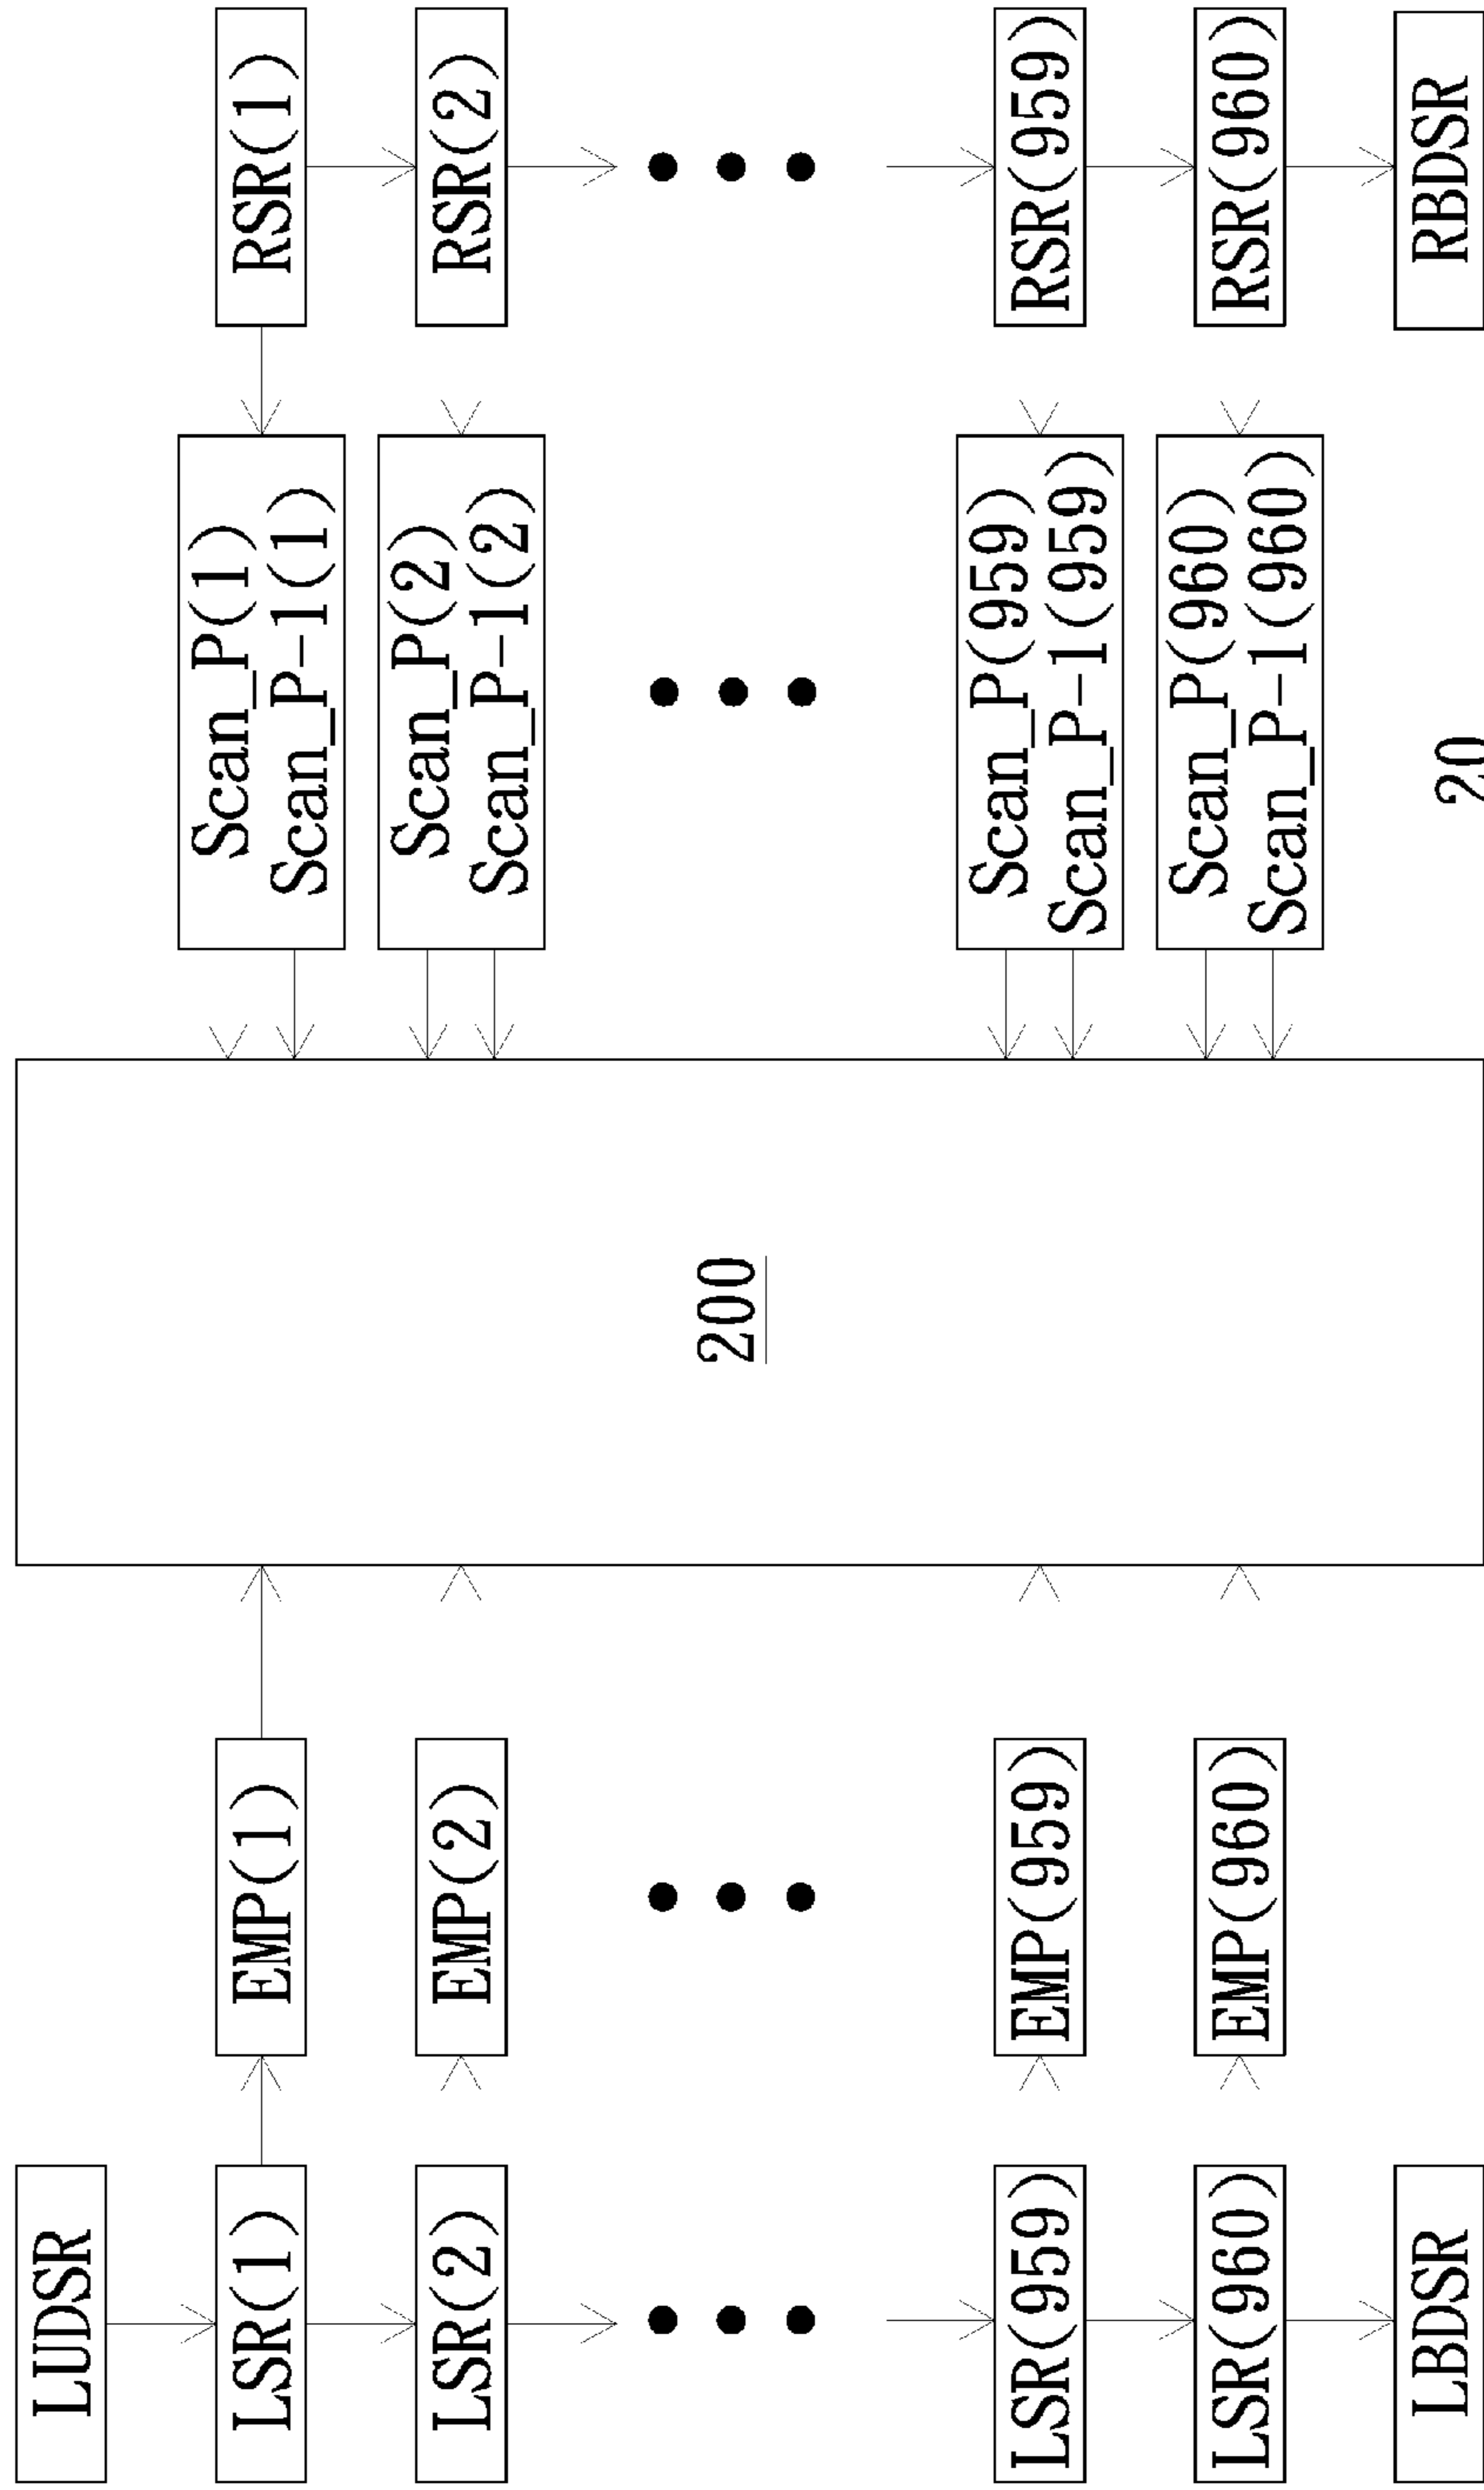 LUDSR
LSR(1)
EMP(1)
Scan_P(1)
Scan_P-1(1)
RSR(1)
LSR(2)
EMP(2)
Scan_P(2)
Scan_P-1(2)
RSR(2)
200
LSR(959)
EMP(959)
Scan_P(959)
Scan_P-1(959)
RSR(959)
LSR(960)
EMP(960)
Scan_P(960)
Scan_P-1(960)
RSR(960)
LBDSR
20
RBDSR